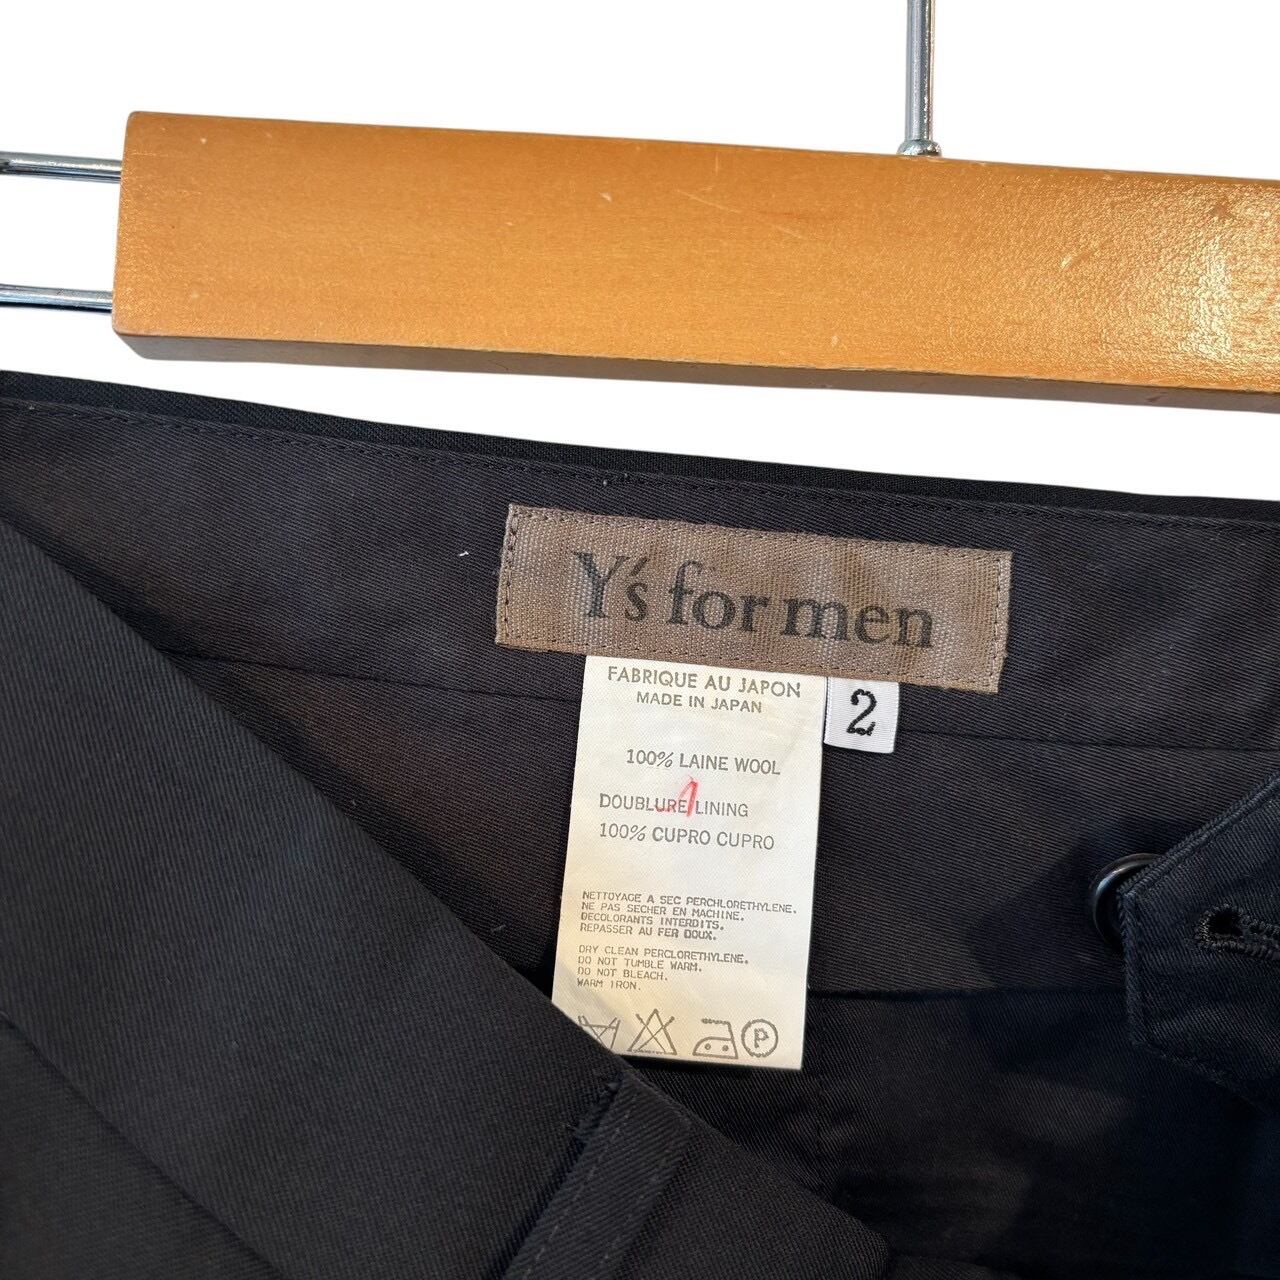 Y's for men
FABRIQUE AU JAPON
MADE IN JAPAN
2
100% LAINE WOOL
DOUBLURE/LINING
100% CUPRO CUPRO
NETTOYAGE A SEC PERCHLORETHYLENE.
NE PAS SECHER EN MACHINE.
DECOLORANTS INTERDITS.
REPASSER AU FER DOUX.
DRY CLEAN PERCLORETHYLENE.
DO NOT TUMBLE WARM.
DO NOT BLEACH.
WARM IRON.
P